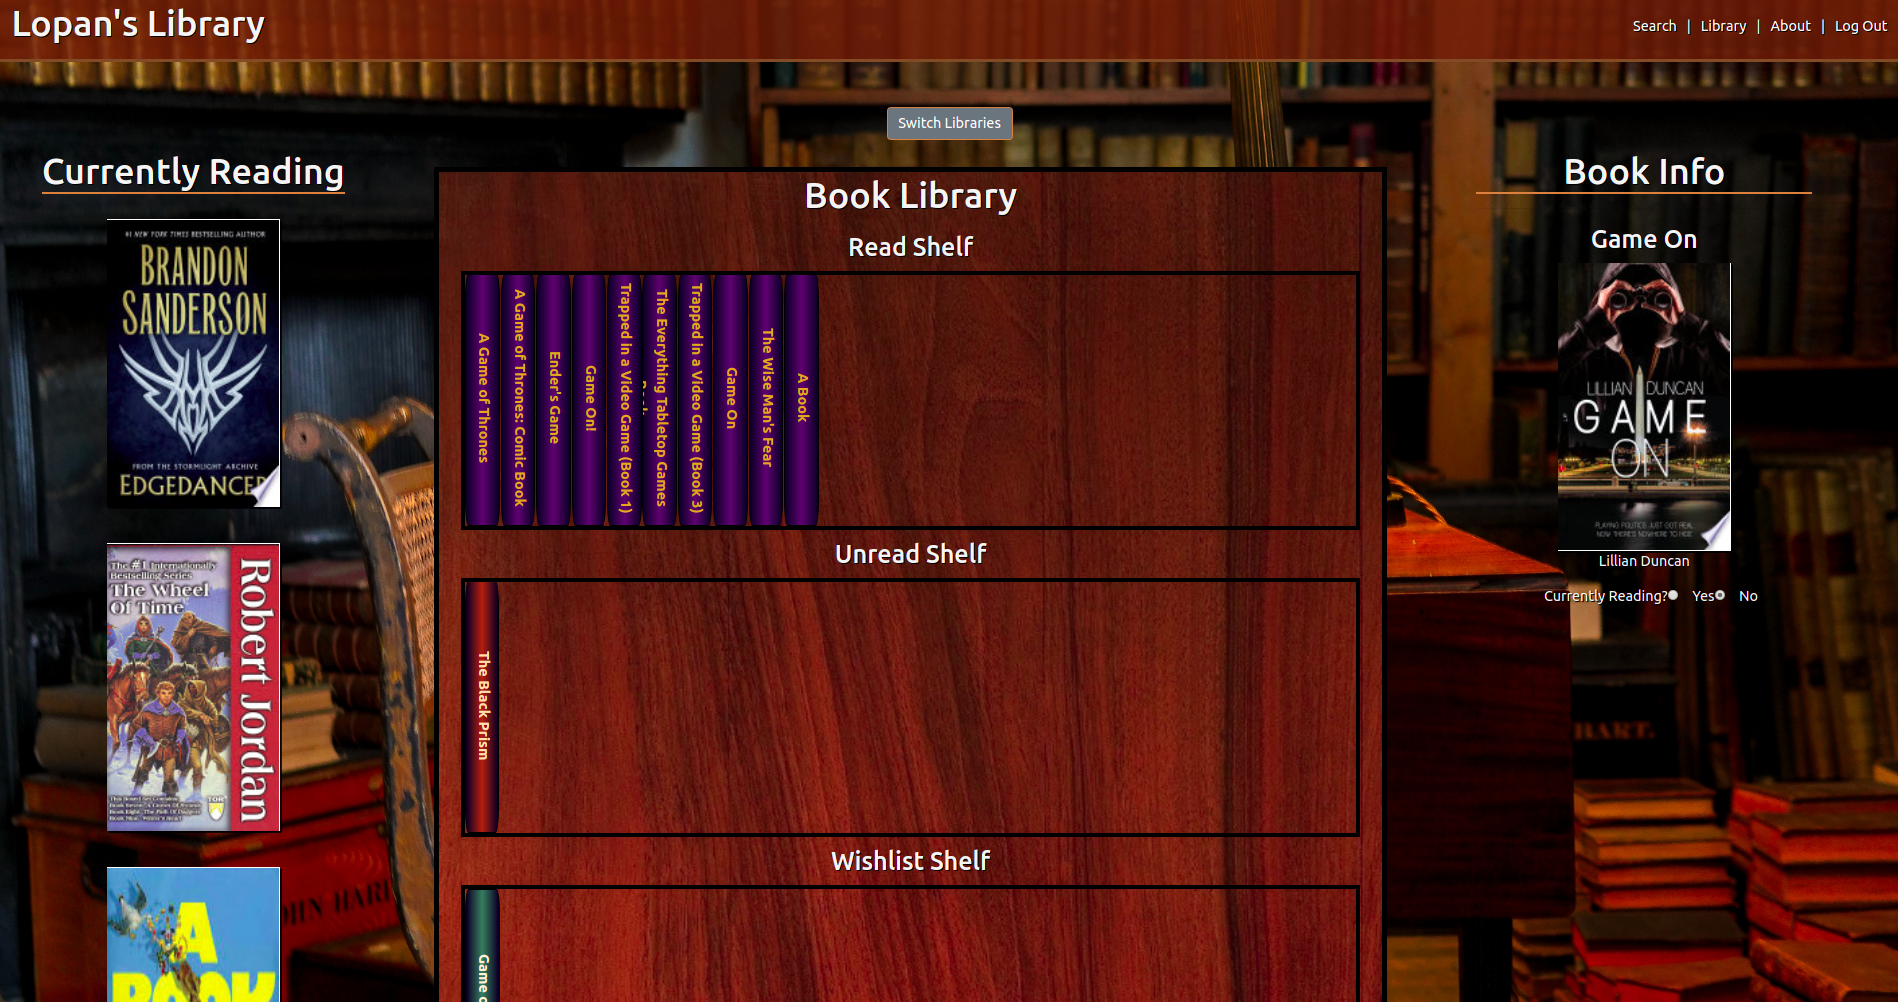 Lopan's Library
Search | Library | About | Log Out
Switch Libraries
Currently Reading
#1 NEW YORK TIMES BESTSELLING AUTHOR
BRANDON
SANDERSON
FROM THE STORMLIGHT ARCHIVE
EDGEDANCER
The #1 Internationally
Bestselling Series
The Wheel
Of Time
Robert Jordan
TOR
A
BOOK
Book Library
Read Shelf
A Game of Thrones
A Game of Thrones: Comic Book
Ender's Game
Game On!
Trapped in a Video Game (Book 1)
The Everything Tabletop Games
Trapped in a Video Game (Book 3)
Game On
The Wise Man's Fear
A Book
Unread Shelf
The Black Prism
Wishlist Shelf
Game
Book Info
Game On
LILLIAN DUNCAN
GAME
ON
PLAYING POLITICS JUST GOT REAL
NOW THERE'S NOWHERE TO HIDE
Lillian Duncan
Currently Reading? Yes No